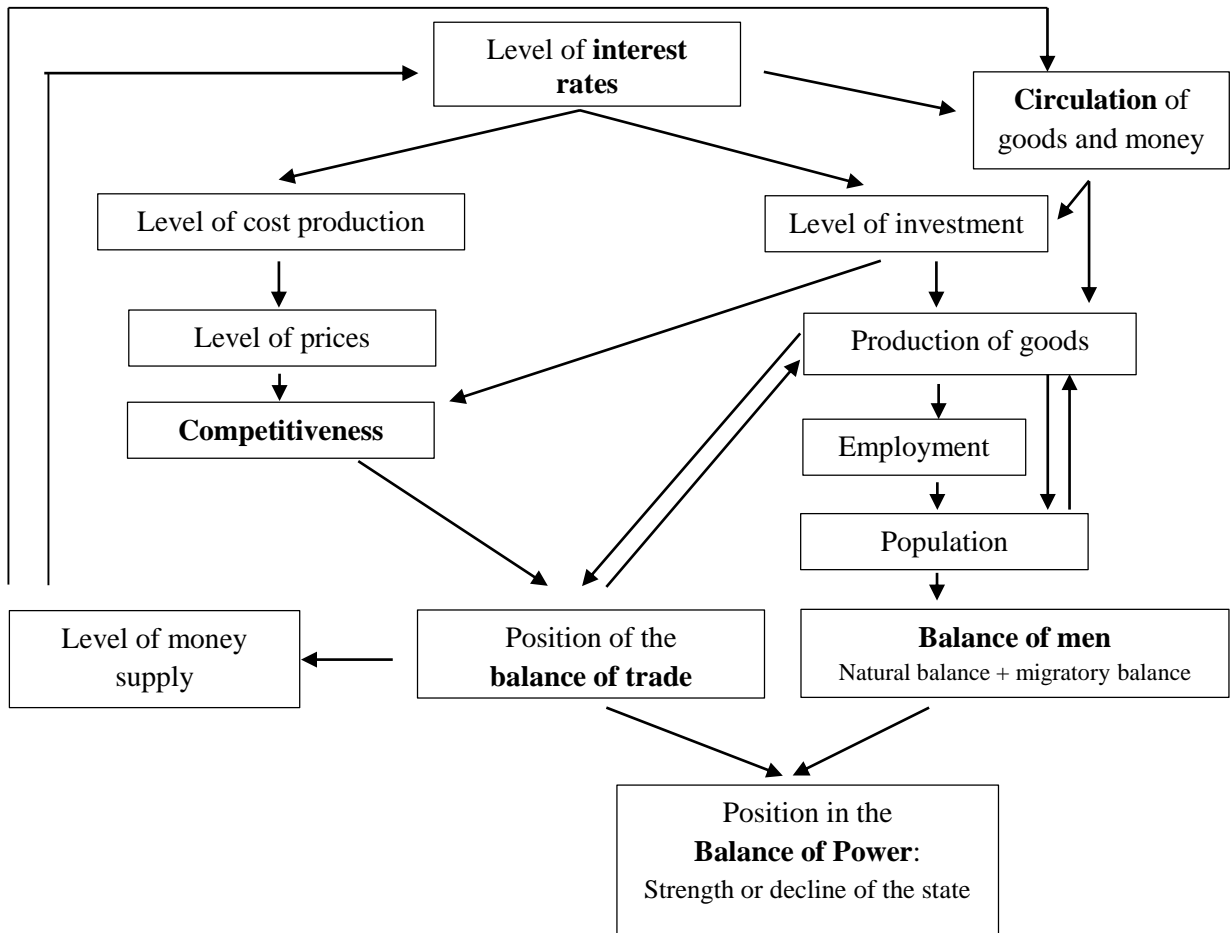 Level of interest
rates
Circulation of
goods and money
Level of cost production
Level of investment
Level of prices
Production of goods
Competitiveness
Employment
Population
Level of money
supply
Position of the
balance of trade
Balance of men
Natural balance + migratory balance
Position in the
Balance of Power:
Strength or decline of the state